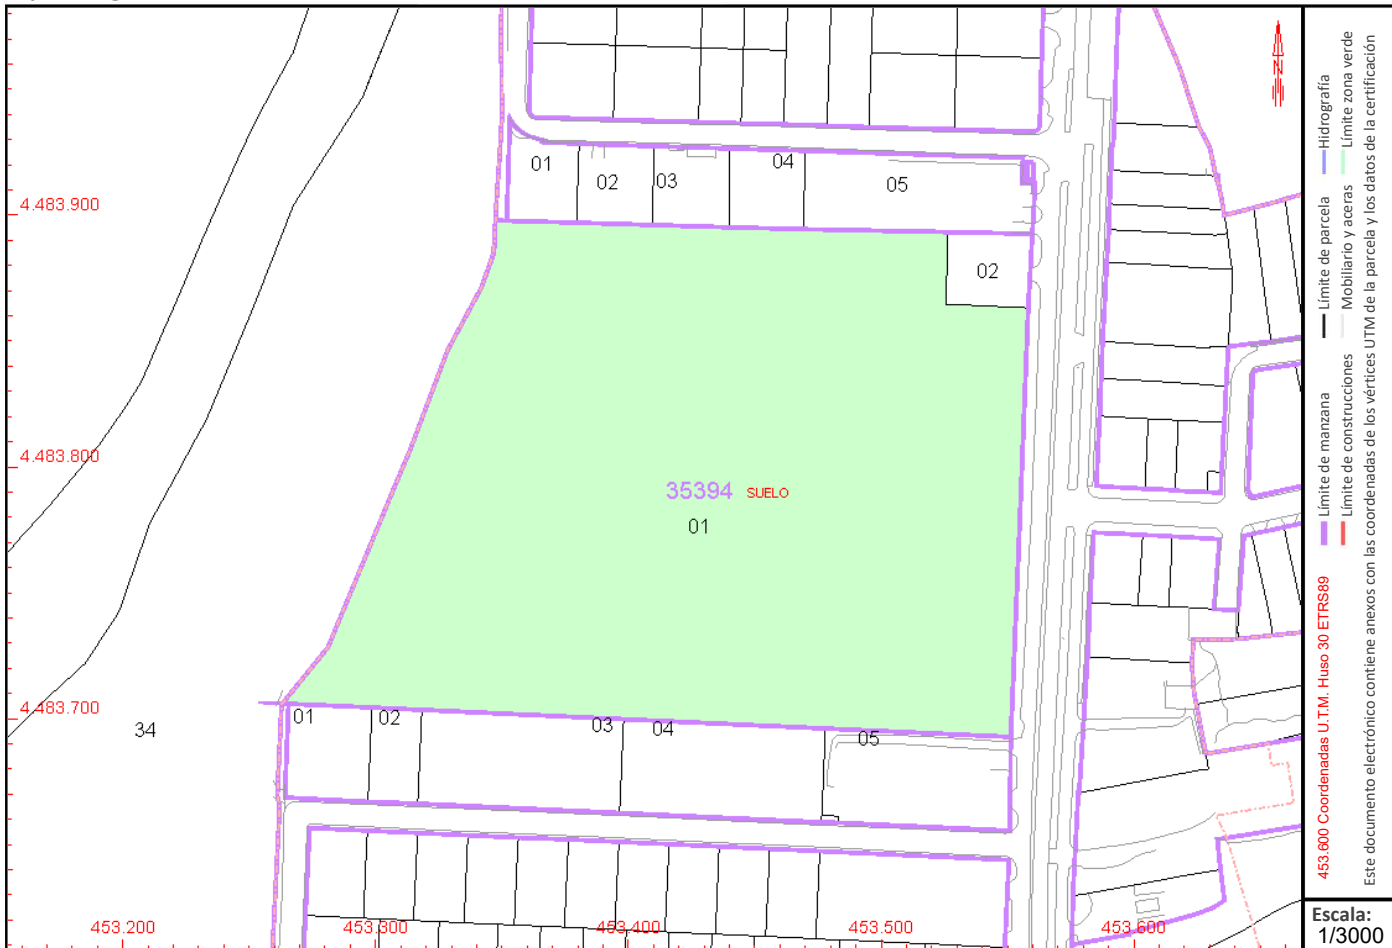 01
04
02
03
05
4.483.900
02
4.483.800
35394 SUELO
01
4.483.700
34
01
02
03
04
05
453.200
453.300
453.400
453.500
453.600
N
453.600 Coordenadas U.T.M. Huso 30 ETRS89
Límite de manzana
Límite de parcela
Hidrografía
Límite de construcciones
Mobiliario y aceras
Límite zona verde
Este documento electrónico contiene anexos con las coordenadas de los vértices UTM de la parcela y los datos de la certificación
Escala:
1/3000